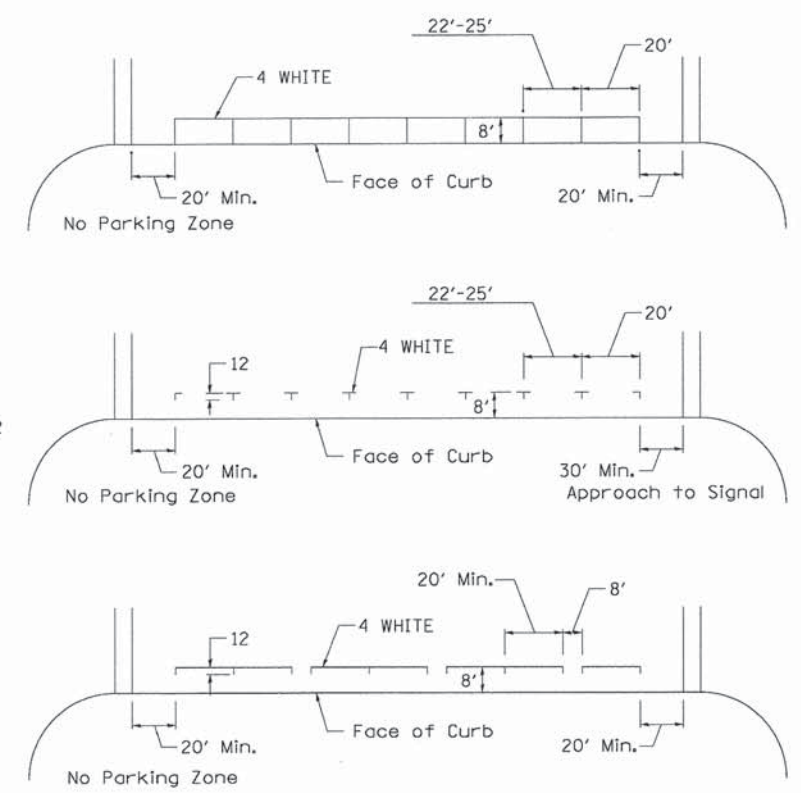 22'-25'
20'
4 WHITE
8'
Face of Curb
20' Min.
20' Min.
No Parking Zone
22'-25'
20'
12
4 WHITE
8'
Face of Curb
20' Min.
30' Min.
No Parking Zone
Approach to Signal
20' Min.
8'
12
4 WHITE
8'
Face of Curb
20' Min.
20' Min.
No Parking Zone